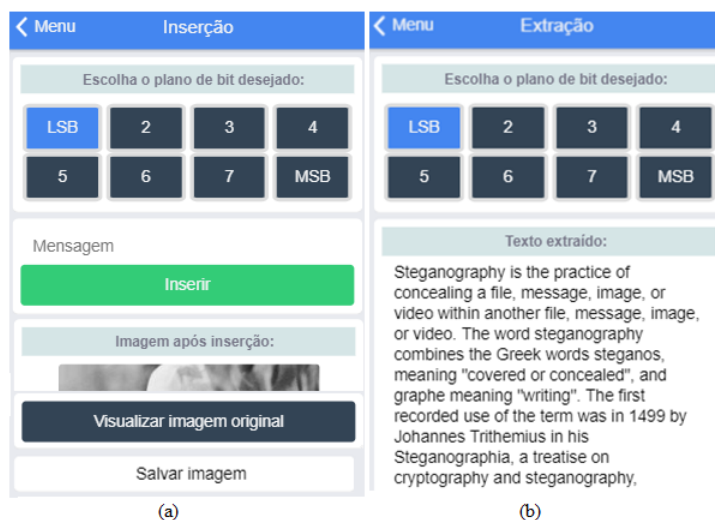 Menu Inserção
Escolha o plano de bit desejado:
LSB 2 3 4
5 6 7 MSB
Mensagem
Inserir
Imagem após inserção:
Visualizar imagem original
Salvar imagem
(a)
Menu Extração
Escolha o plano de bit desejado:
LSB 2 3 4
5 6 7 MSB
Texto extraído:
Steganography is the practice of
concealing a file, message, image, or
video within another file, message, image,
or video. The word steganography
combines the Greek words steganos,
meaning "covered or concealed", and
graphe meaning "writing". The first
recorded use of the term was in 1499 by
Johannes Trithemius in his
Steganographia, a treatise on
cryptography and steganography,
(b)